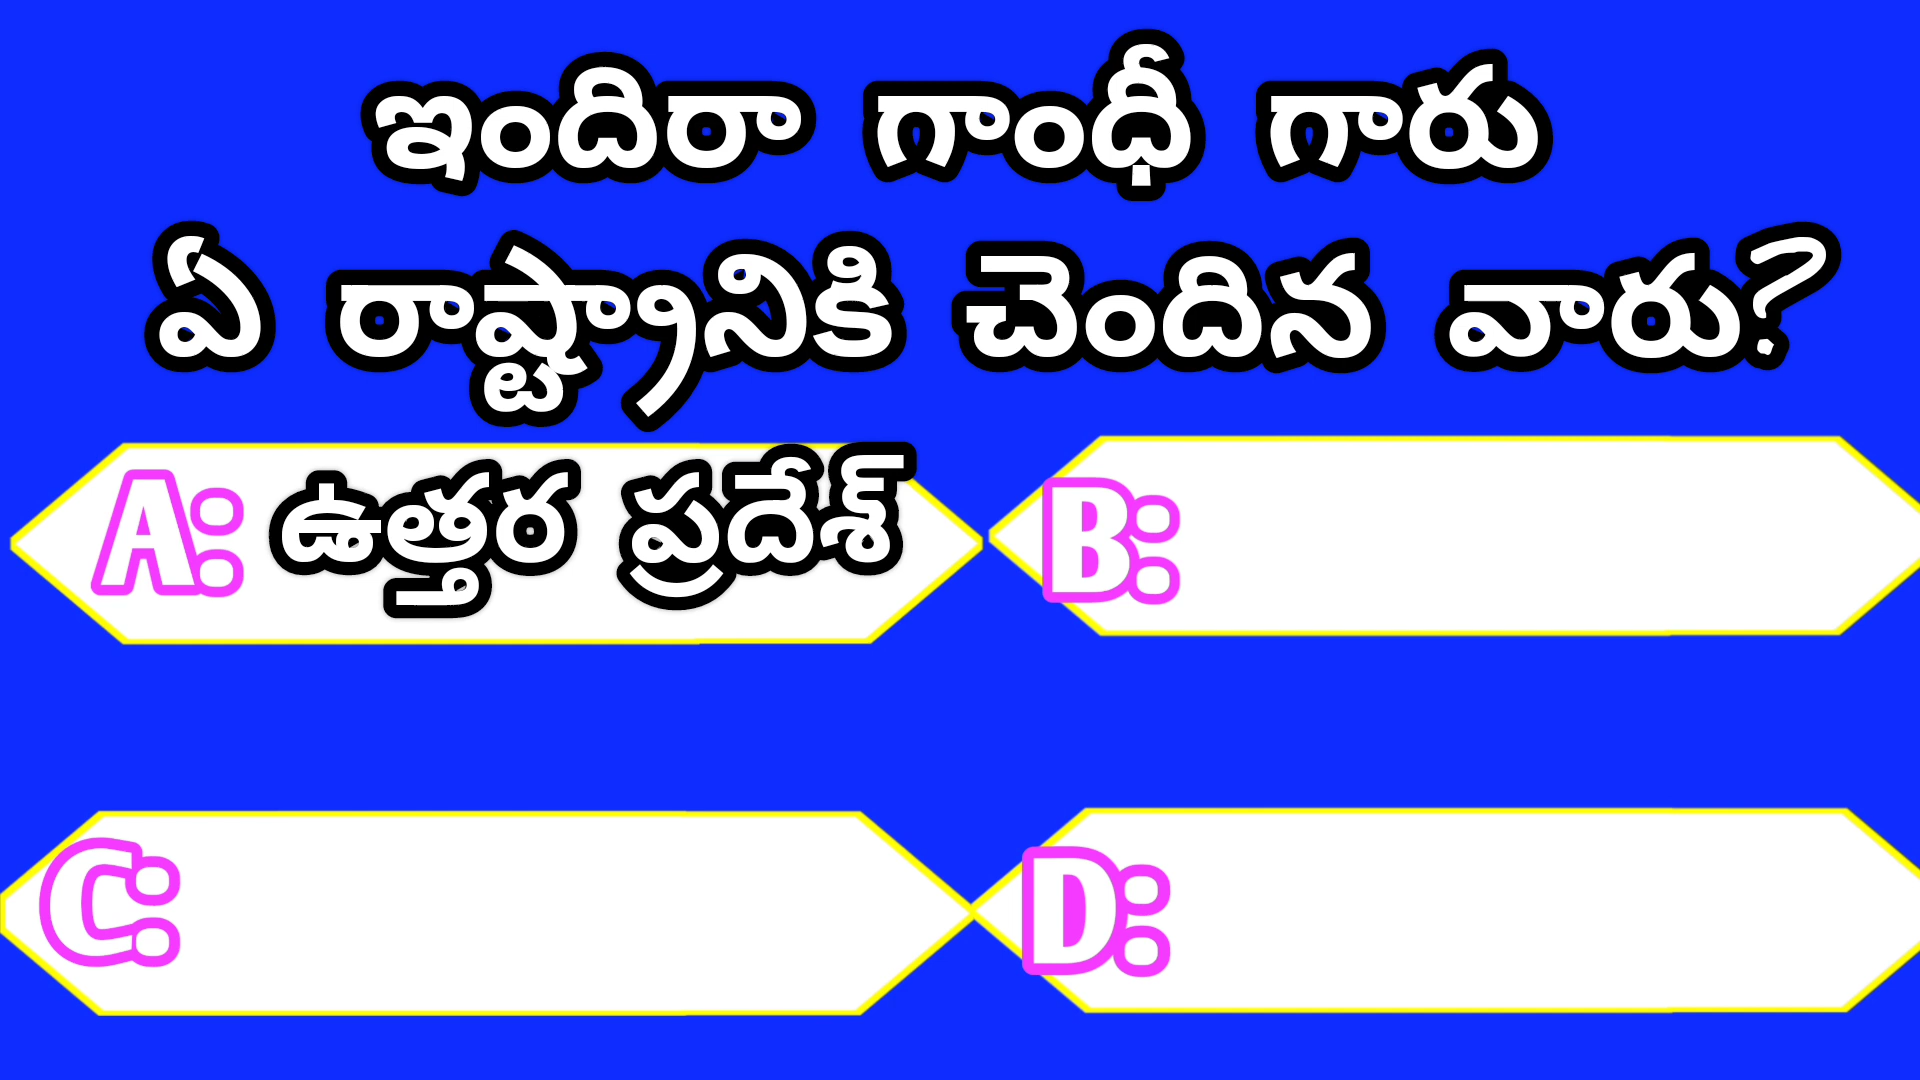 ఇందిరా గాంధీ గారు
ఏ రాష్ట్రానికి చెందిన వారు?
A: ఉత్తర ప్రదేశ్
B:
C:
D: